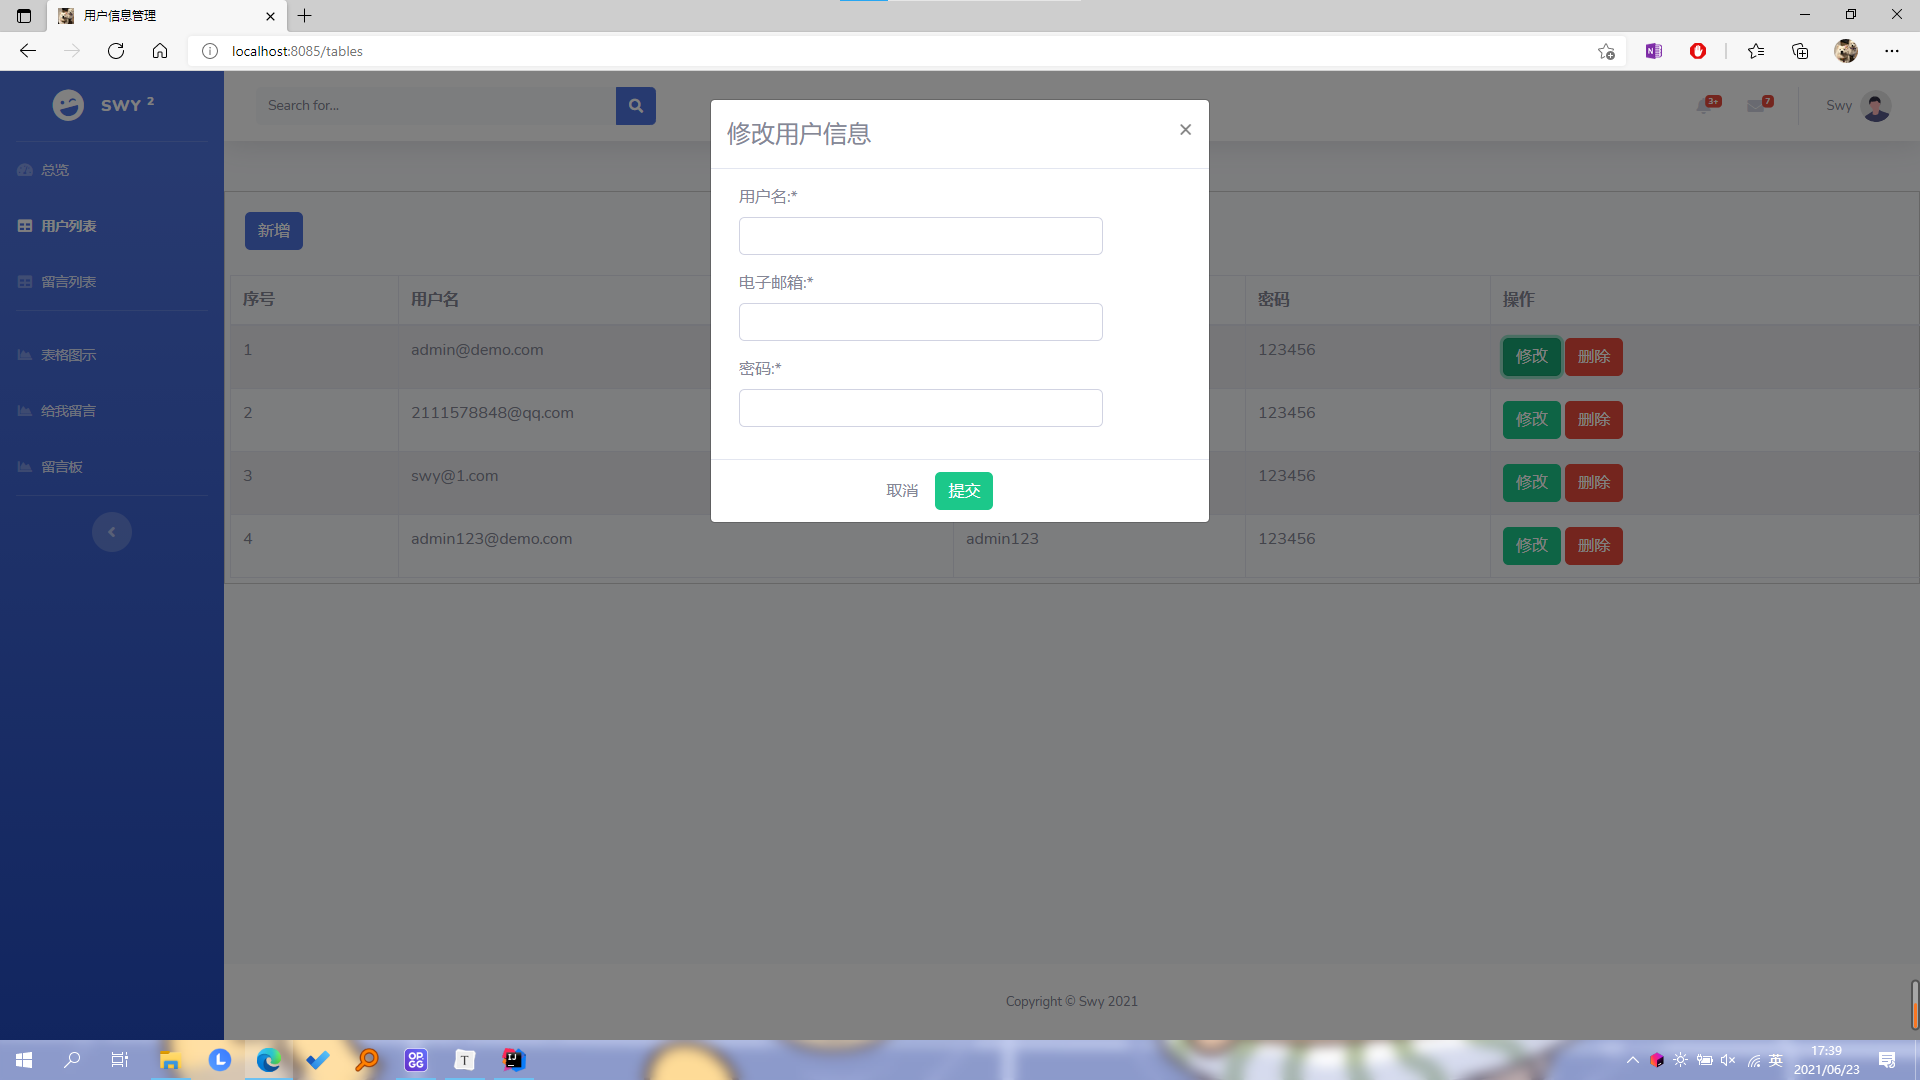 用户信息管理
localhost:8085/tables
SWY 2
Search for...
3+
7
Swy
总览
用户列表
留言列表
表格图示
给我留言
留言板
新增
序号 用户名 密码 操作
1 admin@demo.com 123456 修改 删除
2 2111578848@qq.com 123456 修改 删除
3 swy@1.com 123456 修改 删除
4 admin123@demo.com admin123 123456 修改 删除
修改用户信息
×
用户名:*
电子邮箱:*
密码:*
取消 提交
Copyright © Swy 2021
L
OP
GG
T
IJ
英
17:39
2021/06/23